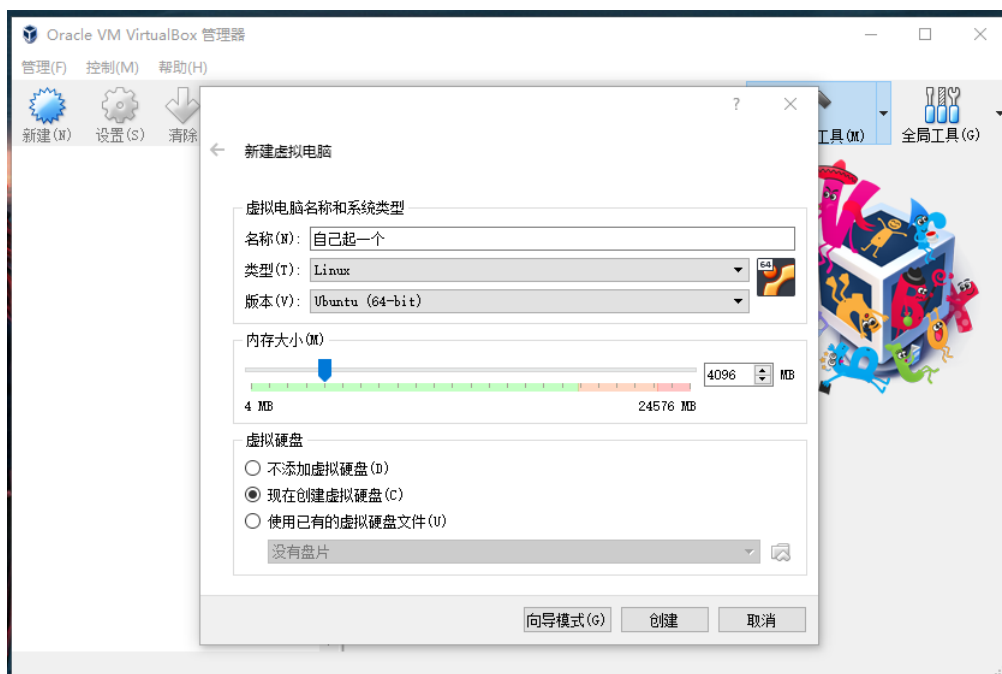 Oracle VM VirtualBox 管理器
管理(F) 控制(M) 帮助(H)
新建(N) 设置(S) 清除 工具(M) 全局工具(G)
?
新建虚拟电脑
虚拟电脑名称和系统类型
名称(N): 自己起一个
类型(T): Linux
64
版本(V): Ubuntu (64-bit)
内存大小(M)
4096 MB
4 MB 24576 MB
虚拟硬盘
不添加虚拟硬盘(D)
现在创建虚拟硬盘(C)
使用已有的虚拟硬盘文件(U)
没有盘片
向导模式(G) 创建 取消